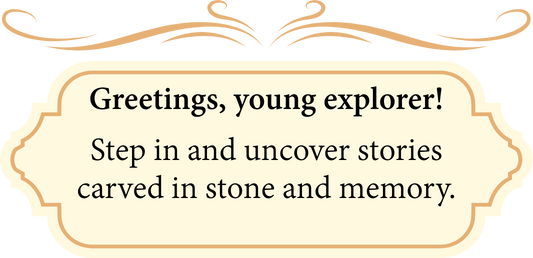 Greetings, young explorer!
Step in and uncover stories
carved in stone and memory.